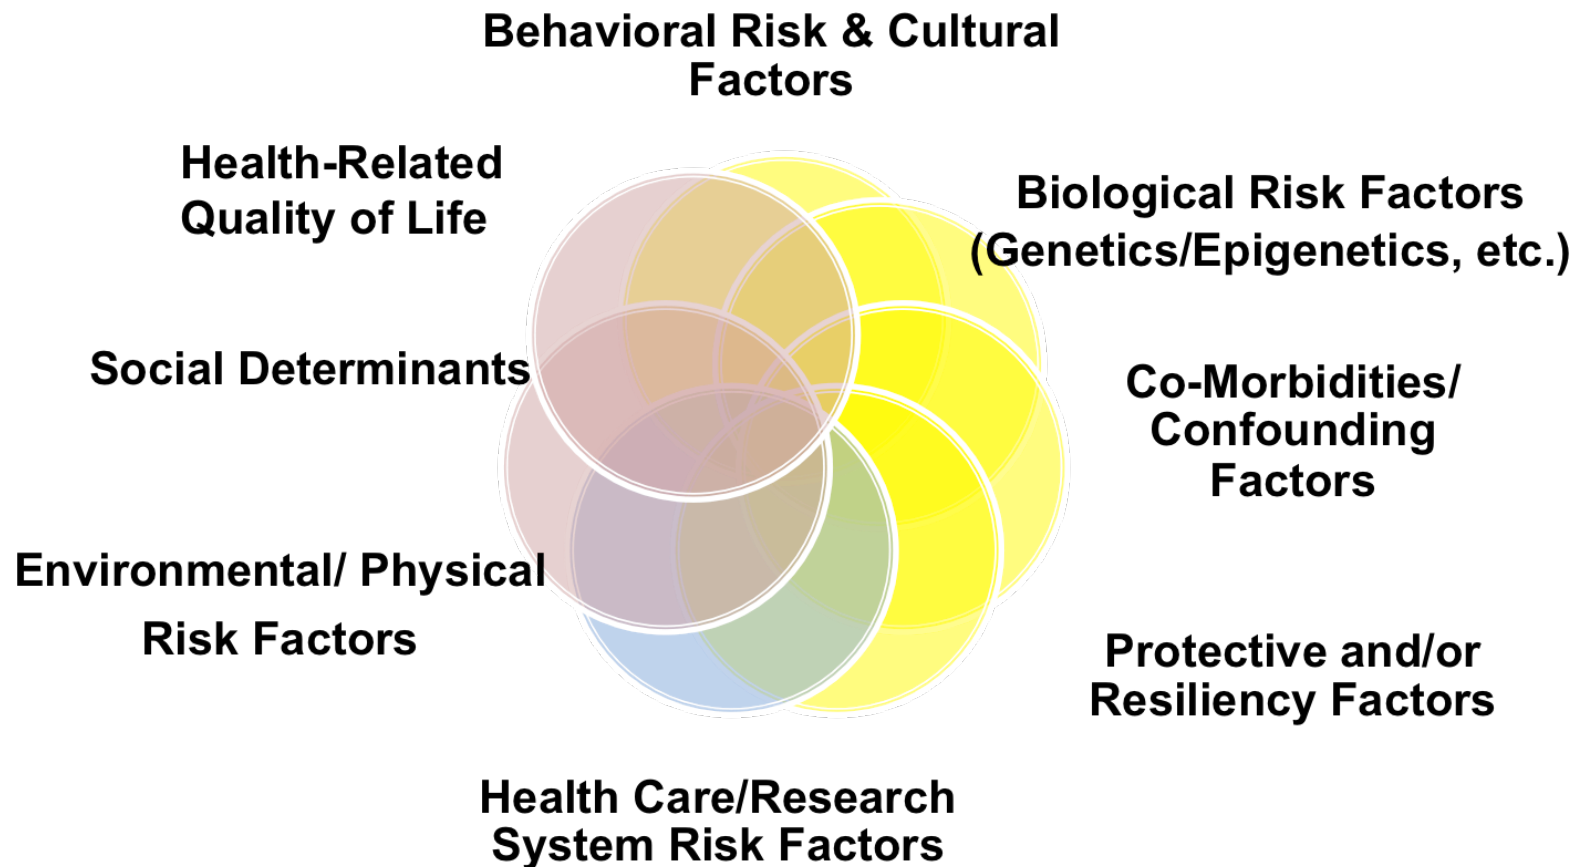 Behavioral Risk & Cultural
Factors
Health-Related
Quality of Life
Biological Risk Factors
(Genetics/Epigenetics, etc.)
Social Determinants
Co-Morbidities/
Confounding
Factors
Environmental/ Physical
Risk Factors
Protective and/or
Resiliency Factors
Health Care/Research
System Risk Factors